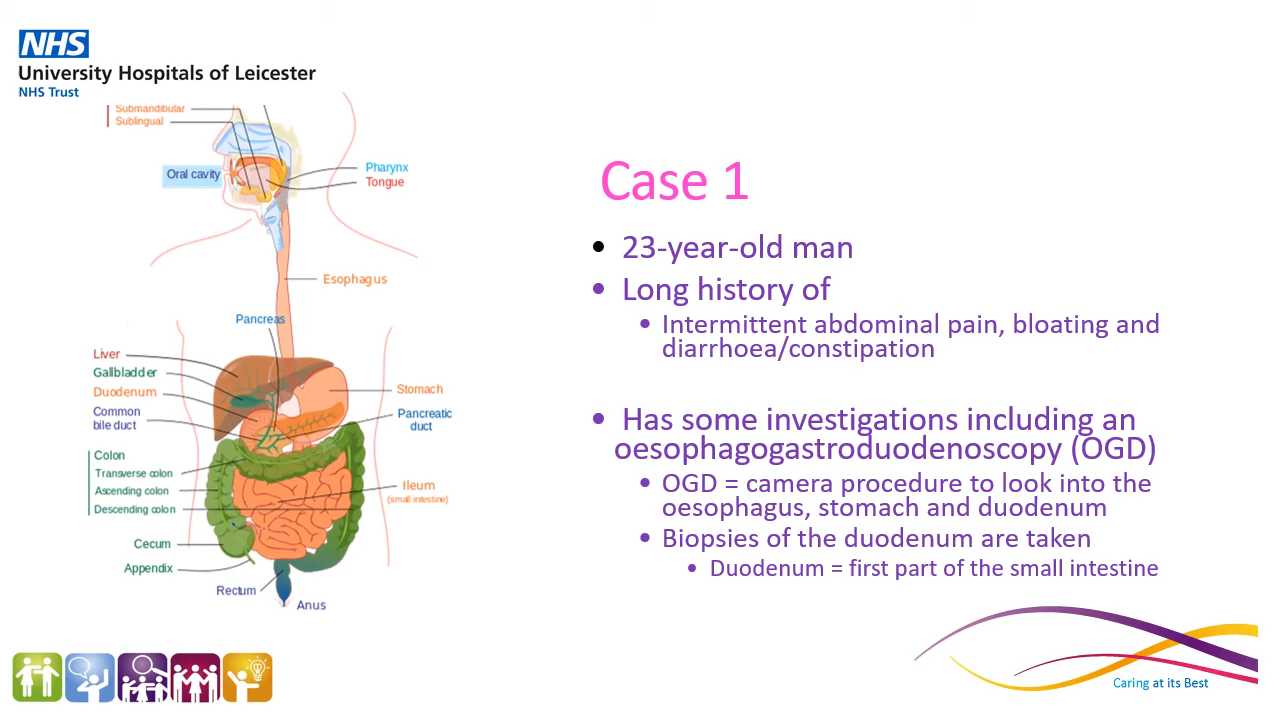 NHS
University Hospitals of Leicester
NHS Trust
Submandibular
Sublingual
Oral cavity
Pharynx
Tongue
Esophagus
Pancreas
Liver
Gallbladder
Duodenum
Common
bile duct
Stomach
Pancreatic
duct
Colon
Transverse colon
Ascending colon
Descending colon
Ileum
(small intestine)
Cecum
Appendix
Rectum
Anus
Case 1
• 23-year-old man
• Long history of
• Intermittent abdominal pain, bloating and
diarrhoea/constipation
• Has some investigations including an
oesophagogastroduodenoscopy (OGD)
• OGD = camera procedure to look into the
oesophagus, stomach and duodenum
• Biopsies of the duodenum are taken
• Duodenum = first part of the small intestine
Caring at its Best